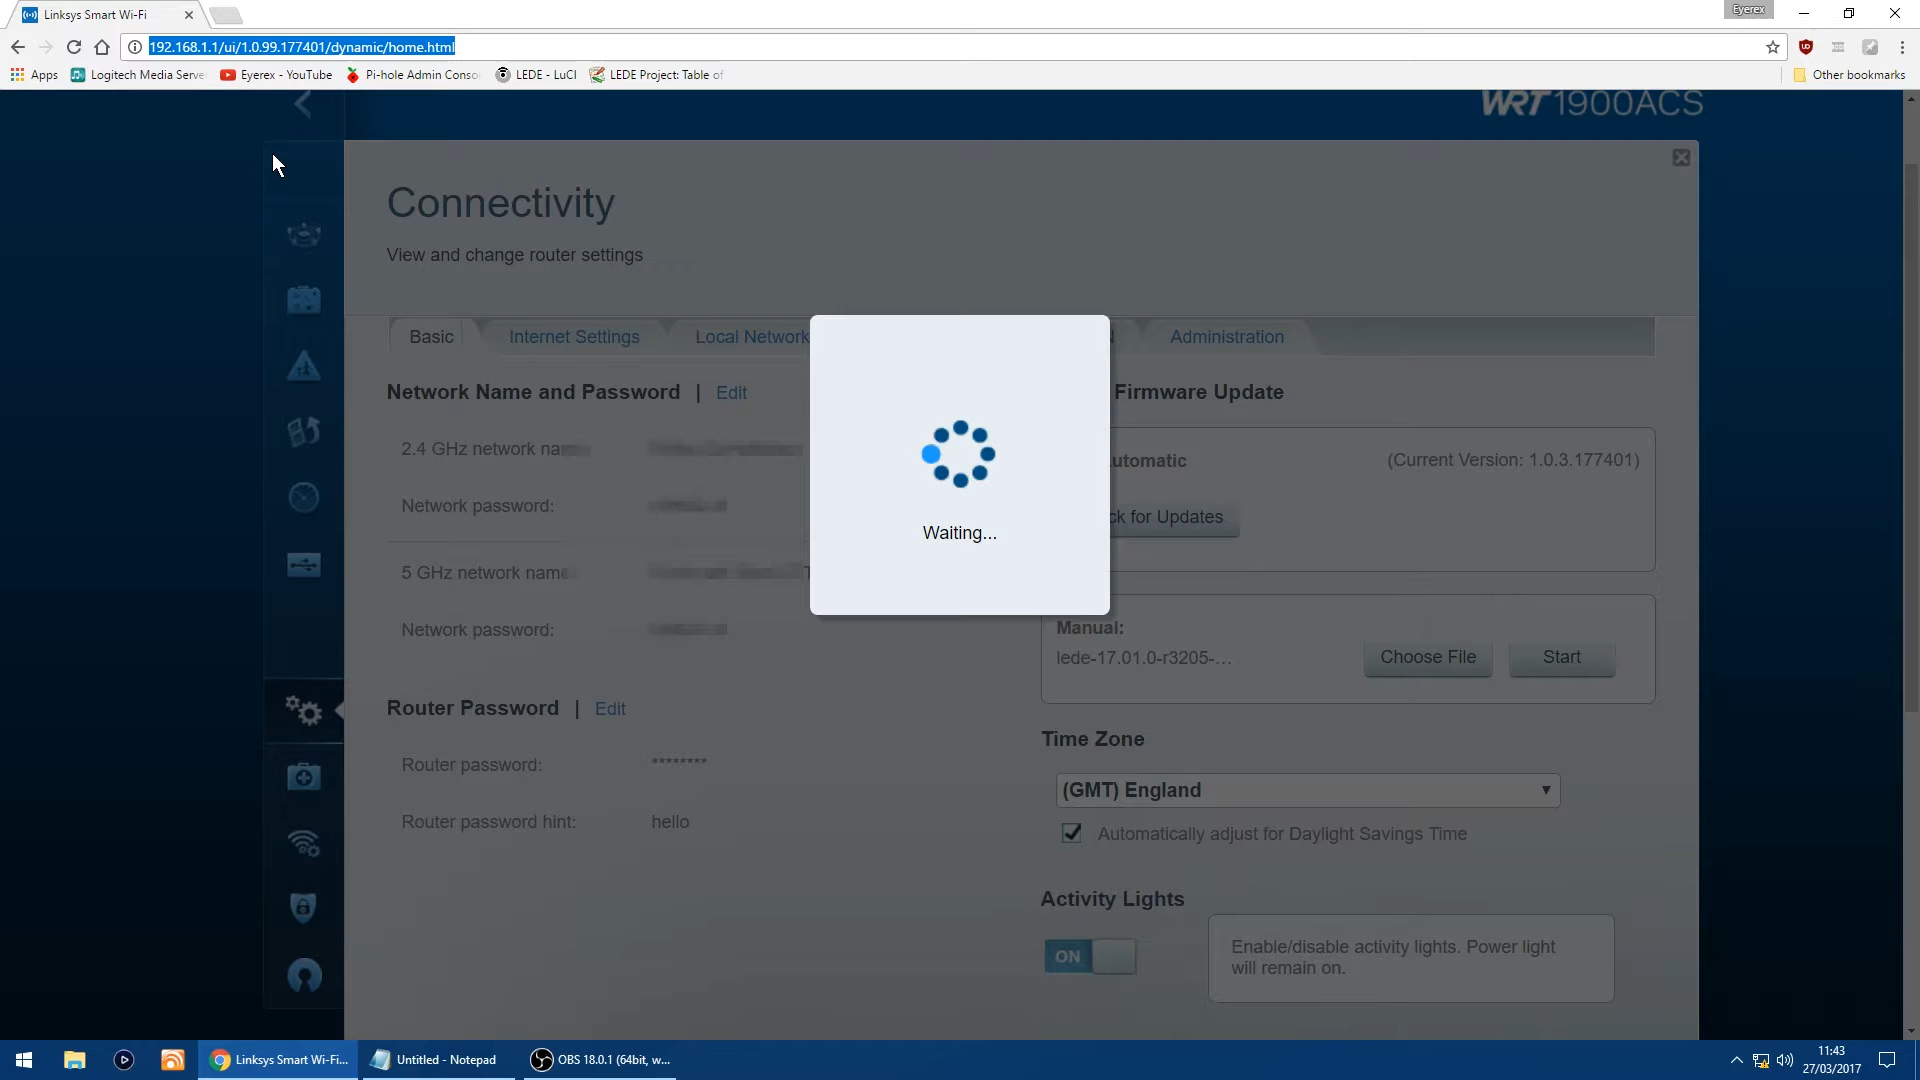 Linksys Smart Wi-Fi
Eyerex
192.168.1.1/ui/1.0.99.177401/dynamic/home.html
Apps
Logitech Media Serve
Eyerex - YouTube
Pi-hole Admin Conso
LEDE - LuCI
LEDE Project: Table of
Other bookmarks
WRT1900ACS
Connectivity
View and change router settings
Basic
Internet Settings
Local Network
Administration
Network Name and Password | Edit
2.4 GHz network
Network password:
5 GHz network name
Network password:
Router Password | Edit
Router password: ********
Router password hint: hello
Waiting...
Firmware Update
utomatic
(Current Version: 1.0.3.177401)
ck for Updates
Manual:
lede-17.01.0-r3205-...
Choose File
Start
Time Zone
(GMT) England
Automatically adjust for Daylight Savings Time
Activity Lights
ON
Enable/disable activity lights. Power light
will remain on.
Linksys Smart Wi-Fi...
Untitled - Notepad
OBS 18.0.1 (64bit, w...
11:43
27/03/2017